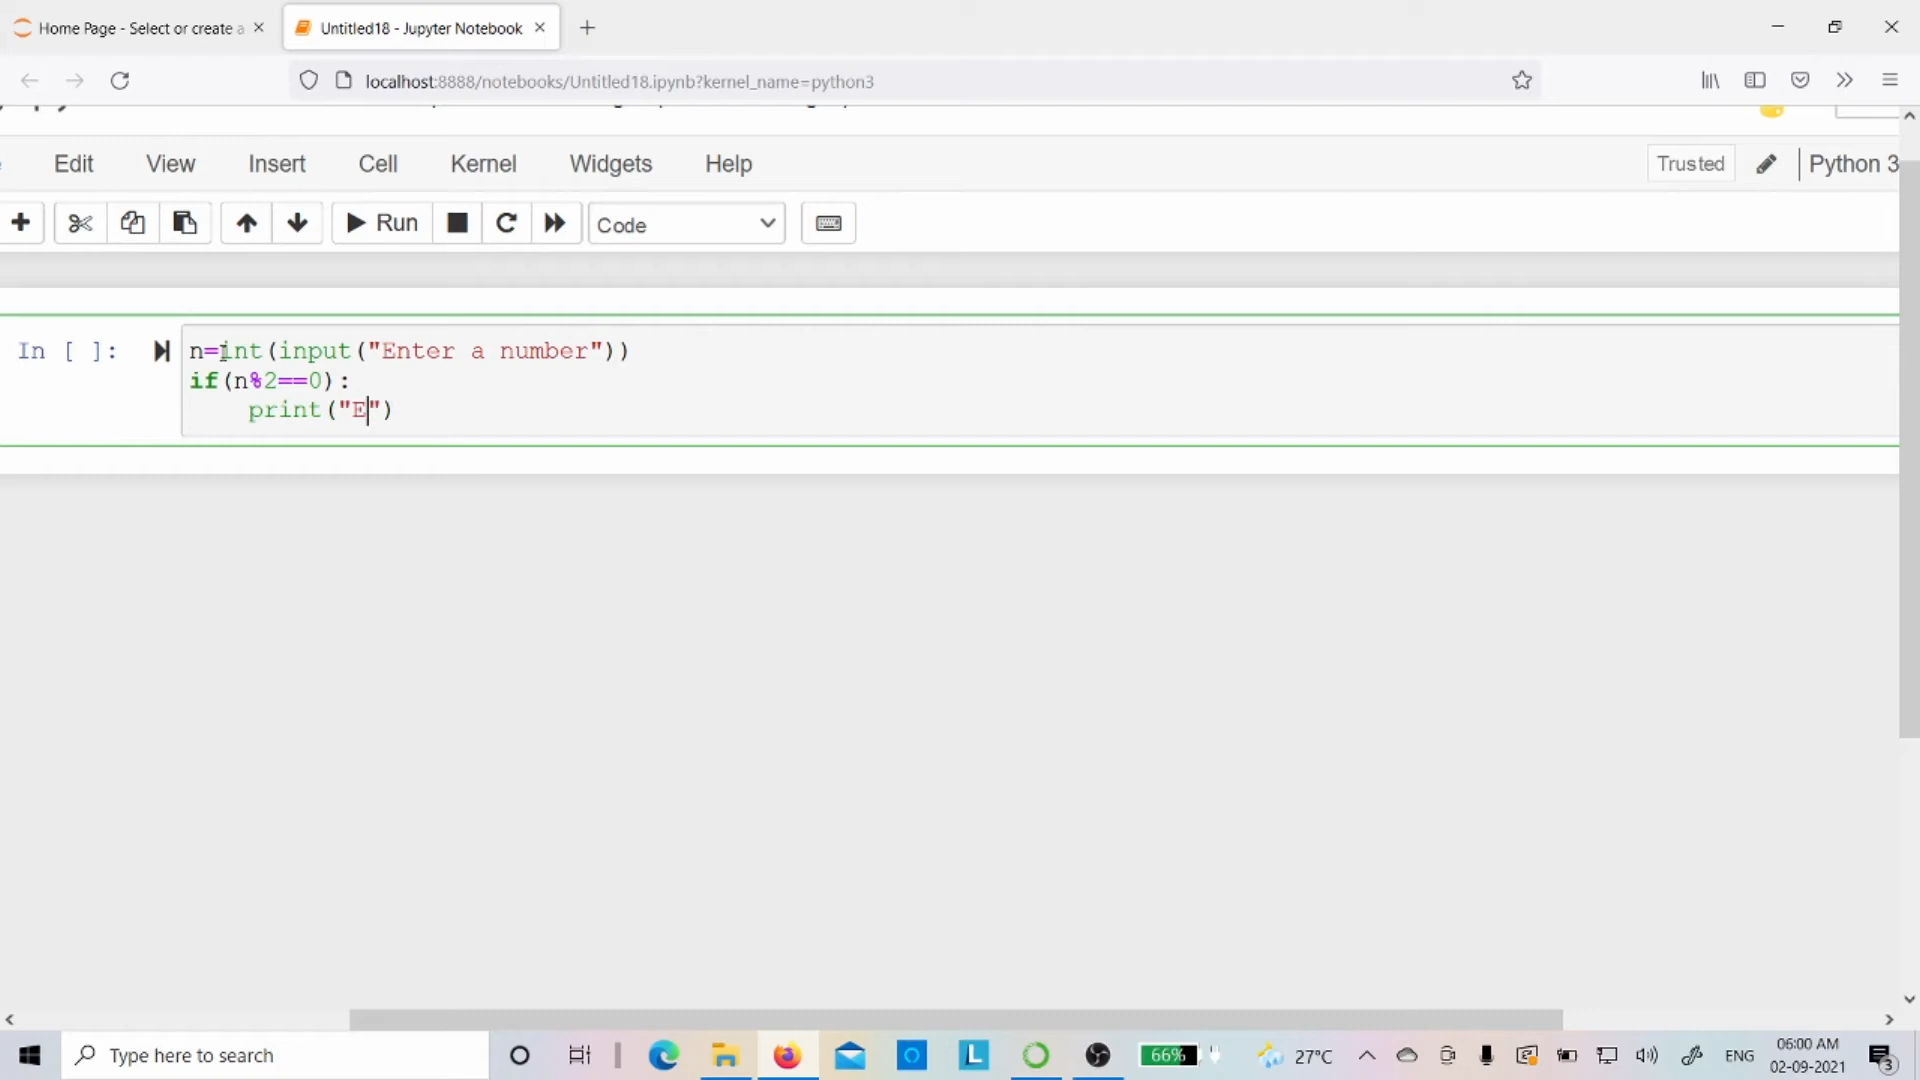 Home Page - Select or create a
Untitled18 - Jupyter Notebook
localhost:8888/notebooks/Untitled18.ipynb?kernel_name=python3
Edit View Insert Cell Kernel Widgets Help
Trusted
Python 3
Run
Code
In [ ]:
n=int(input("Enter a number"))
if(n%2==0):
    print("E")
Type here to search
66%
27°C
ENG
06:00 AM
02-09-2021
3